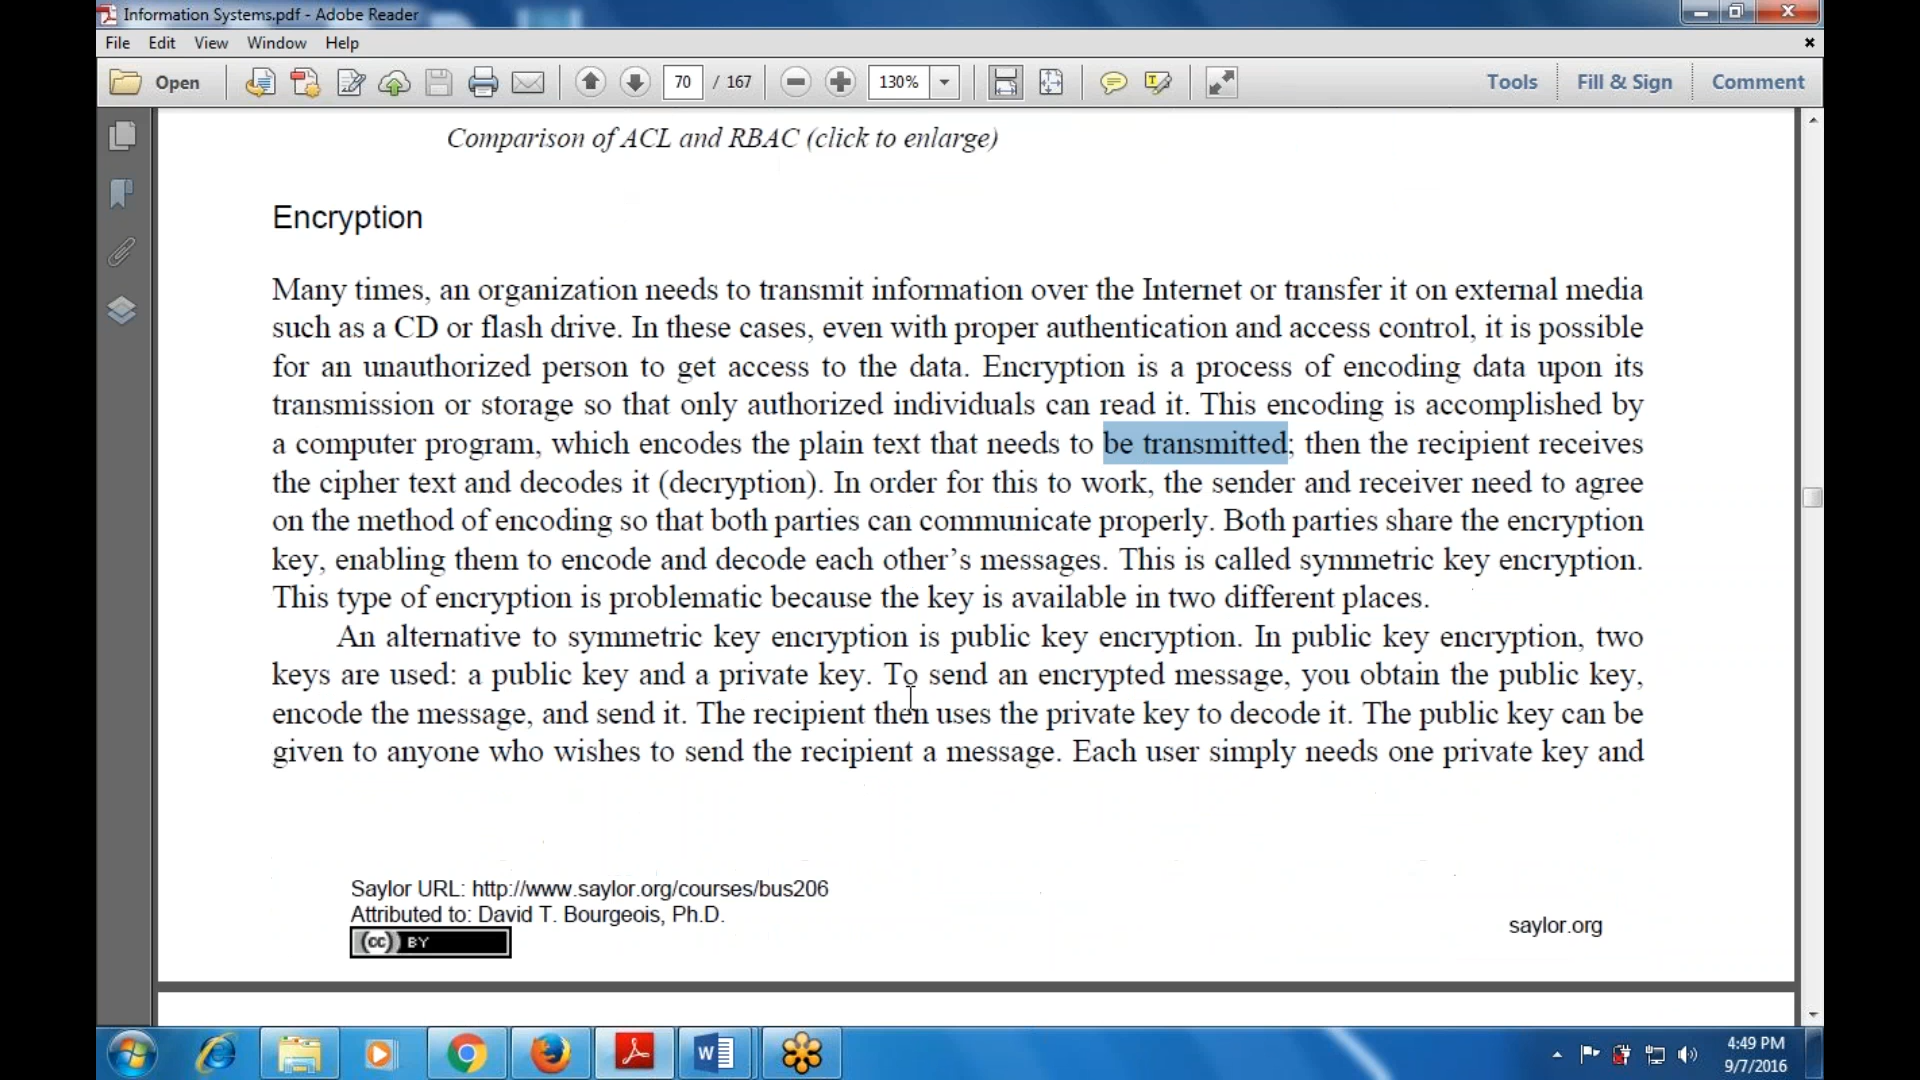 Information Systems.pdf - Adobe Reader
File Edit View Window Help
Open 70 / 167 130% Tools Fill & Sign Comment
Comparison of ACL and RBAC (click to enlarge)
Encryption
Many times, an organization needs to transmit information over the Internet or transfer it on external media
such as a CD or flash drive. In these cases, even with proper authentication and access control, it is possible
for an unauthorized person to get access to the data. Encryption is a process of encoding data upon its
transmission or storage so that only authorized individuals can read it. This encoding is accomplished by
a computer program, which encodes the plain text that needs to be transmitted; then the recipient receives
the cipher text and decodes it (decryption). In order for this to work, the sender and receiver need to agree
on the method of encoding so that both parties can communicate properly. Both parties share the encryption
key, enabling them to encode and decode each other’s messages. This is called symmetric key encryption.
This type of encryption is problematic because the key is available in two different places.
An alternative to symmetric key encryption is public key encryption. In public key encryption, two
keys are used: a public key and a private key. To send an encrypted message, you obtain the public key,
encode the message, and send it. The recipient then uses the private key to decode it. The public key can be
given to anyone who wishes to send the recipient a message. Each user simply needs one private key and
Saylor URL: http://www.saylor.org/courses/bus206
Attributed to: David T. Bourgeois, Ph.D.
saylor.org
(cc) BY
4:49 PM
9/7/2016